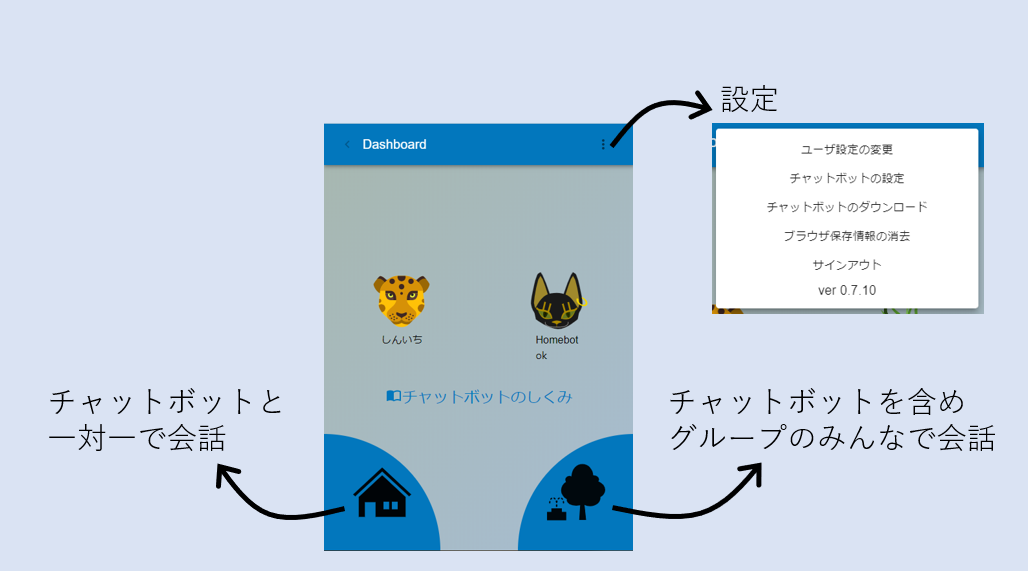 設定
Dashboard
ユーザ設定の変更
チャットボットの設定
チャットボットのダウンロード
ブラウザ保存情報の消去
サインアウト
ver 0.7.10
しんいち
Homebot
ok
チャットボットのしくみ
チャットボットと
一対一で会話
チャットボットを含め
グループのみんなで会話